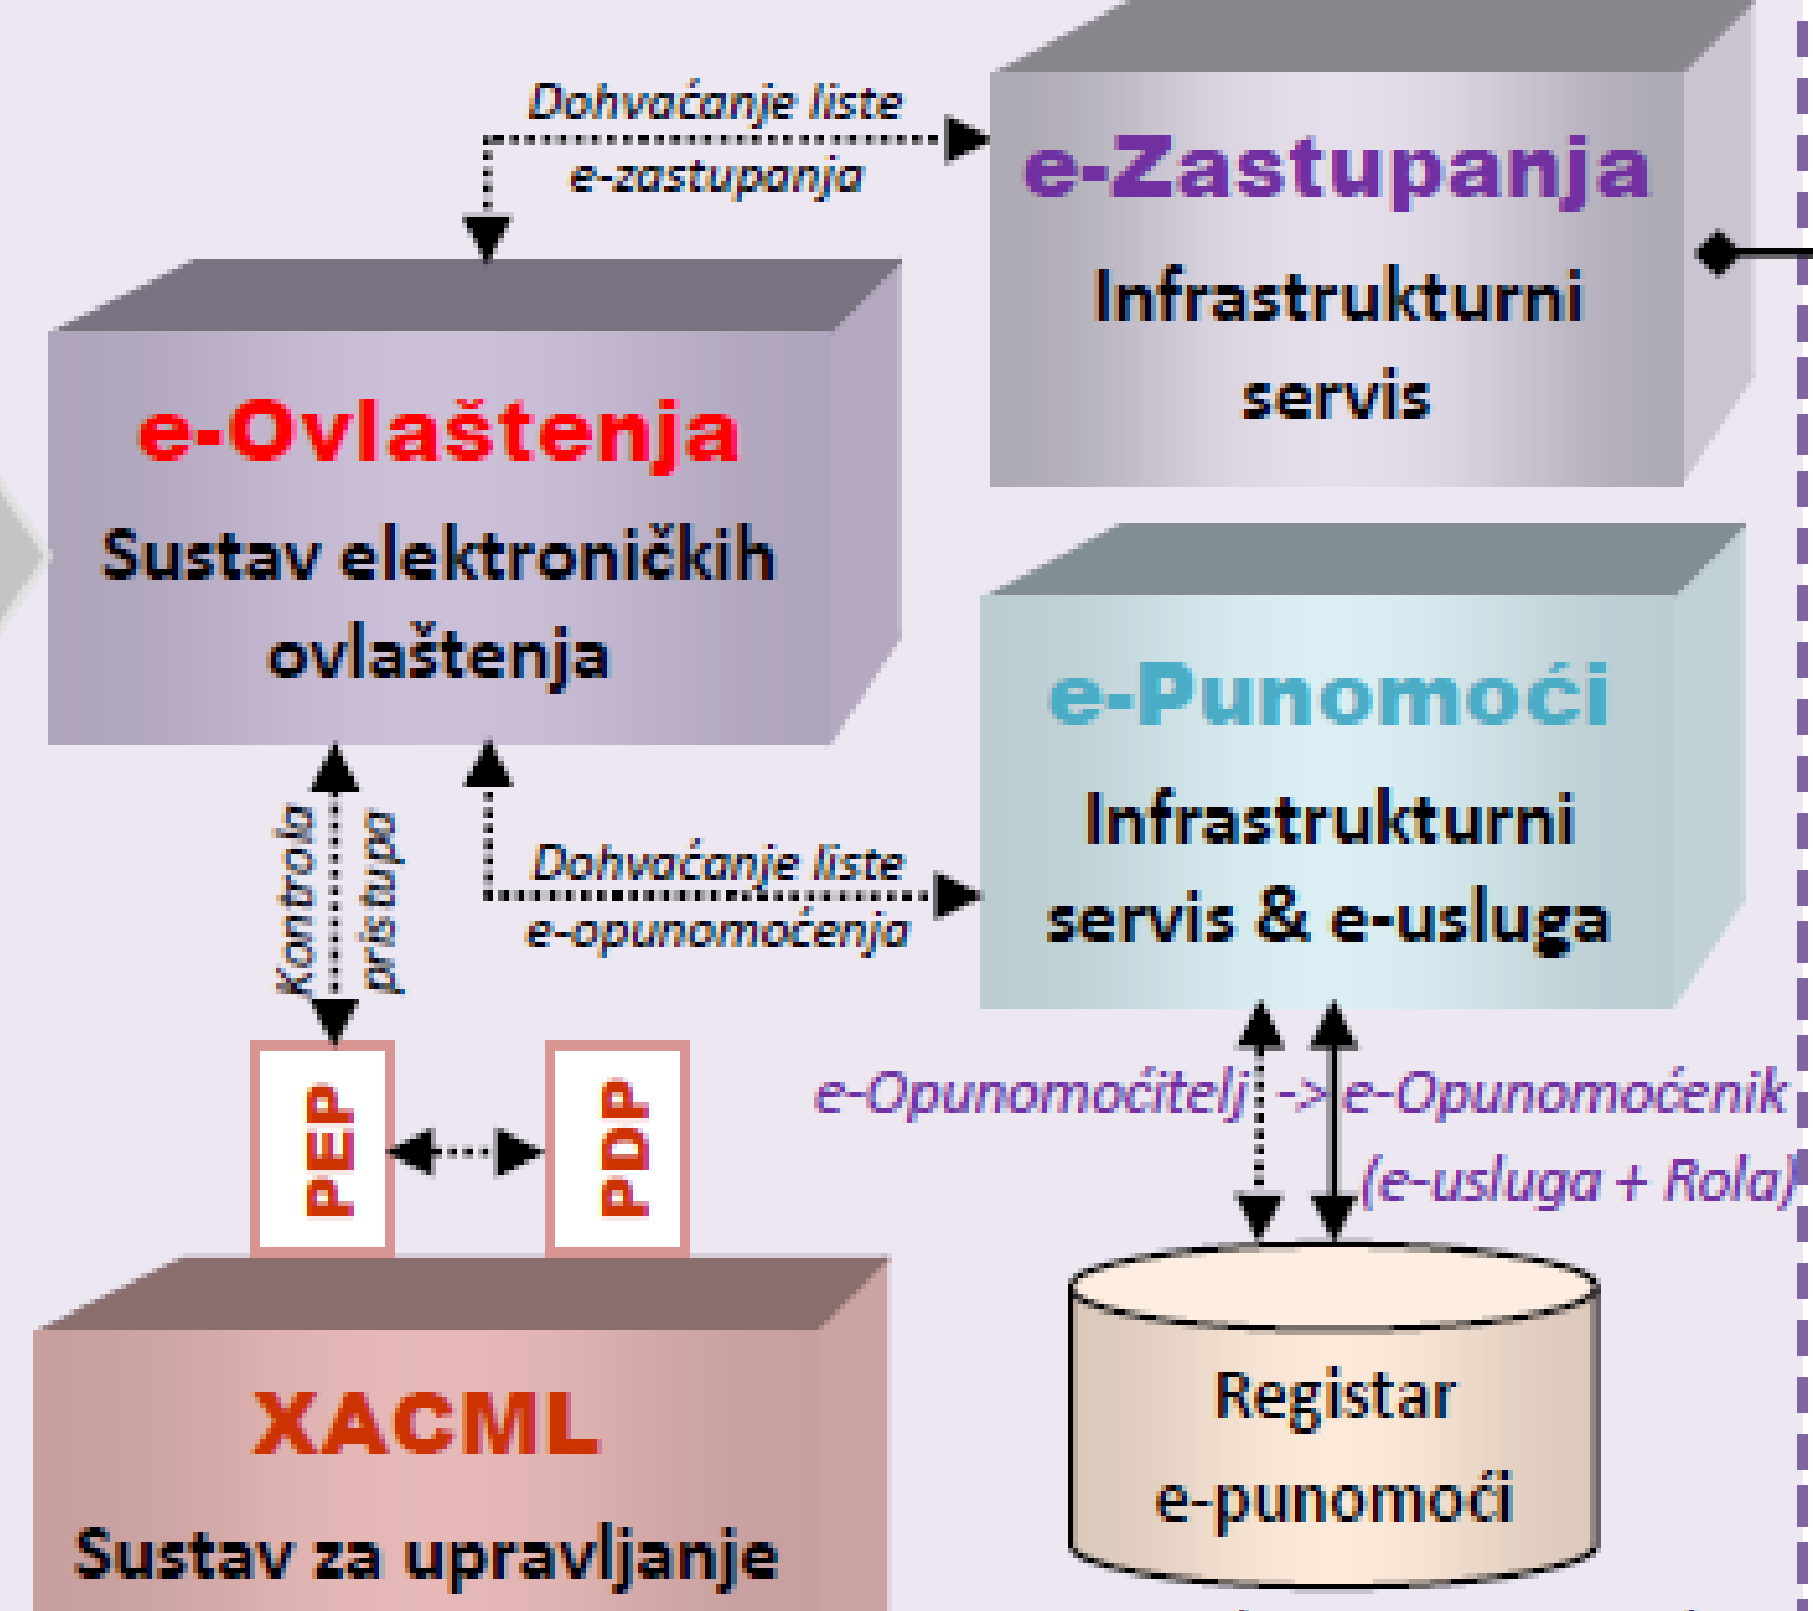 Dohvaćanje liste
e-zastupanja
e-Zastupanja
Infrastrukturni
servis
e-Ovlaštenja
Sustav elektroničkih
ovlaštenja
e-Punomoći
Infrastrukturni
servis & e-usluga
Kontrola
pristupa
Dohvaćanje liste
e-opunomoćenja
PEP
PDP
e-Opunomoćitelj -> e-Opunomoćenik
(e-usluga + Rola)
XACML
Sustav za upravljanje
Registar
e-punomoći